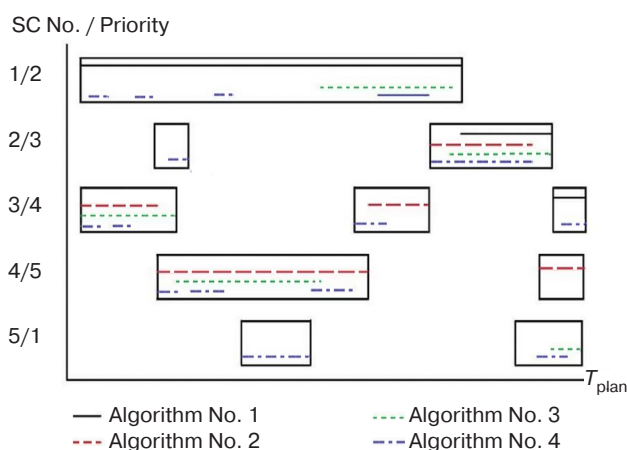 SC No. / Priority
1/2
2/3
3/4
4/5
5/1
Tplan
Algorithm No. 1
Algorithm No. 3
Algorithm No. 2
Algorithm No. 4